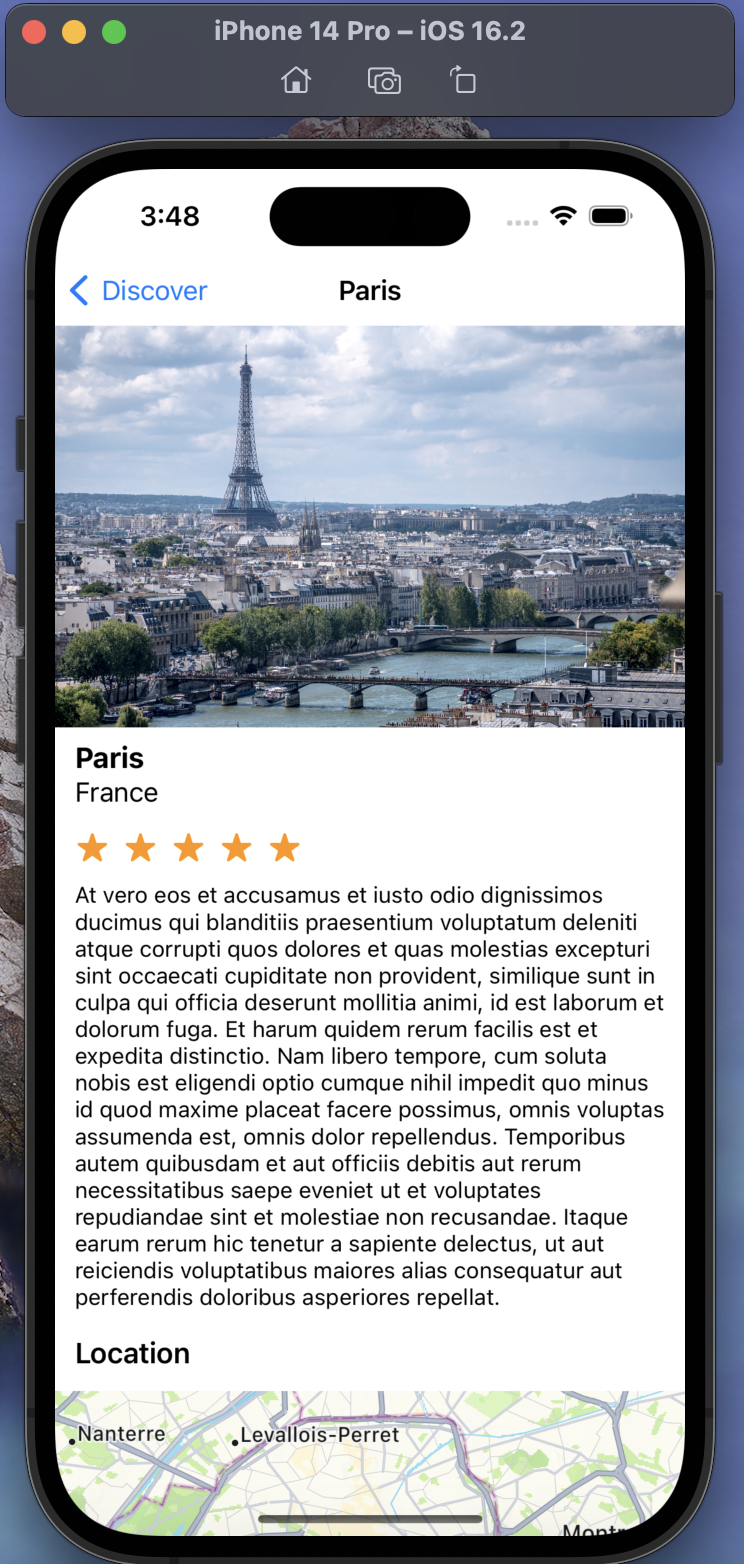 iPhone 14 Pro – iOS 16.2
3:48
Discover
Paris
Paris
France
At vero eos et accusamus et iusto odio dignissimos
ducimus qui blanditiis praesentium voluptatum deleniti
atque corrupti quos dolores et quas molestias excepturi
sint occaecati cupiditate non provident, similique sunt in
culpa qui officia deserunt mollitia animi, id est laborum et
dolorum fuga. Et harum quidem rerum facilis est et
expedita distinctio. Nam libero tempore, cum soluta
nobis est eligendi optio cumque nihil impedit quo minus
id quod maxime placeat facere possimus, omnis voluptas
assumenda est, omnis dolor repellendus. Temporibus
autem quibusdam et aut officiis debitis aut rerum
necessitatibus saepe eveniet ut et voluptates
repudiandae sint et molestiae non recusandae. Itaque
earum rerum hic tenetur a sapiente delectus, ut aut
reiciendis voluptatibus maiores alias consequatur aut
perferendis doloribus asperiores repellat.
Location
Nanterre
Levallois-Perret